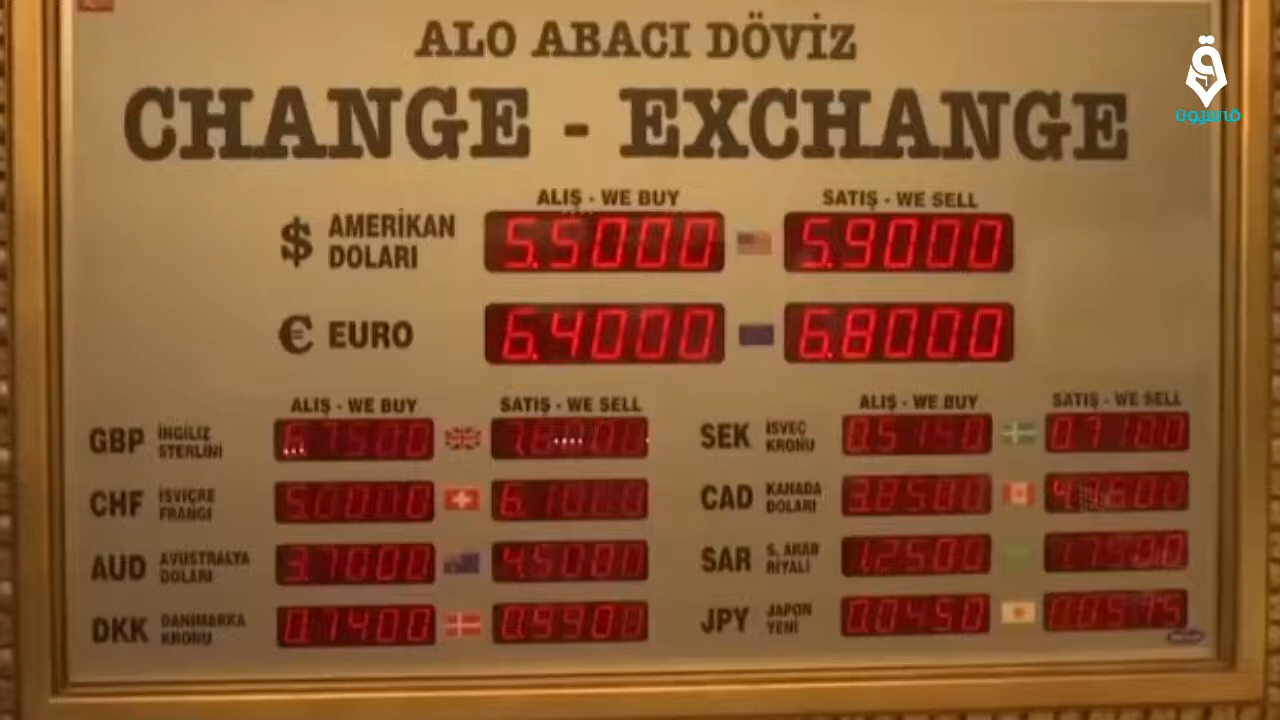 ALO ABACI DÖVİZ
قاسيون
CHANGE - EXCHANGE
ALIŞ - WE BUY SATIŞ - WE SELL
$ AMERİKAN DOLARI 5.5000 5.9000
€ EURO 6.4000 6.8000
ALIŞ - WE BUY SATIŞ - WE SELL ALIŞ - WE BUY SATIŞ - WE SELL
GBP İNGİLİZ STERLİNİ SEK İSVEÇ KRONU
CHF İSVİÇRE FRANGI 5.0000 6.1000 CAD KANADA DOLARI 3.8500
AUD AVUSTRALYA DOLARI 3.7000 4.5000 SAR S. ARAB RİYALİ 1.2500
DKK DANİMARKA KRONU 0.7400 0.9900 JPY JAPON YENİ 0.0450 0.0575